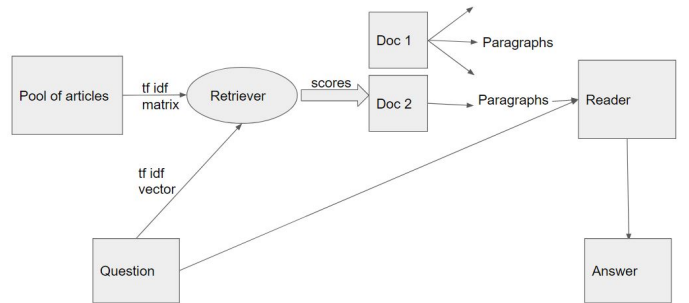 Doc 1
Paragraphs
Pool of articles
tf idf
matrix
Retriever
scores
Doc 2
Paragraphs
Reader
tf idf
vector
Question
Answer